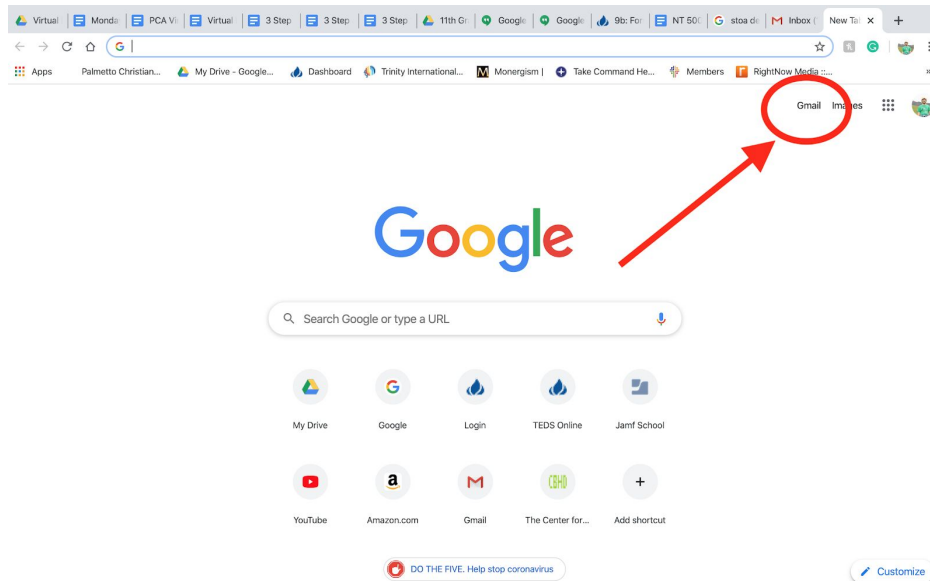 Virtual Monda PCA Vi Virtual 3 Step 3 Step 3 Step 11th Gr Google Google 9b: For NT 500 stoa de Inbox ( New Tab
Apps Palmetto Christian... My Drive - Google... Dashboard Trinity Internationa... Monergism | Take Command He... Members RightNow Media ::...
Gmail Images
Google
Search Google or type a URL
My Drive Google Login TEDS Online Jamf School
YouTube Amazon.com Gmail The Center for... Add shortcut
DO THE FIVE. Help stop coronavirus
Customize